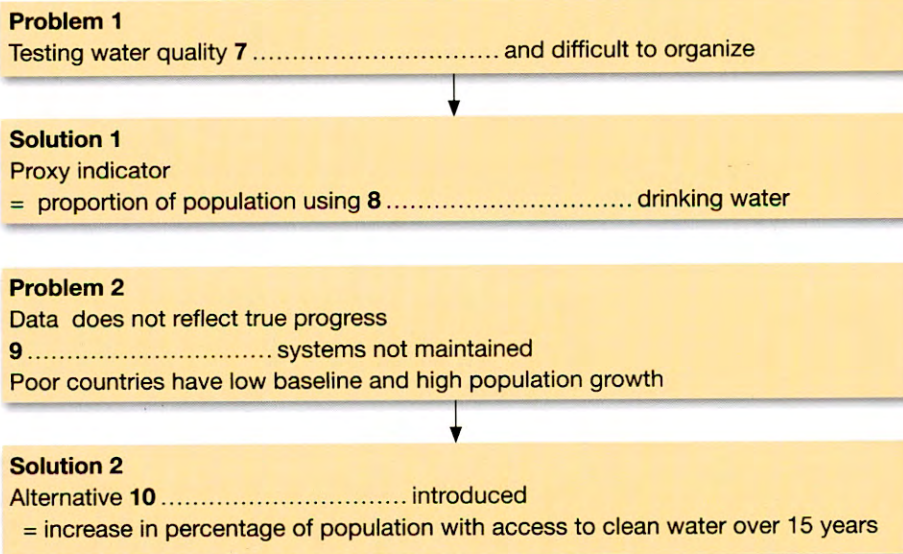 Problem 1
Testing water quality 7 .............................. and difficult to organize
Solution 1
Proxy indicator
= proportion of population using 8 .............................. drinking water
Problem 2
Data does not reflect true progress
9 .............................. systems not maintained
Poor countries have low baseline and high population growth
Solution 2
Alternative 10 .............................. introduced
= increase in percentage of population with access to clean water over 15 years